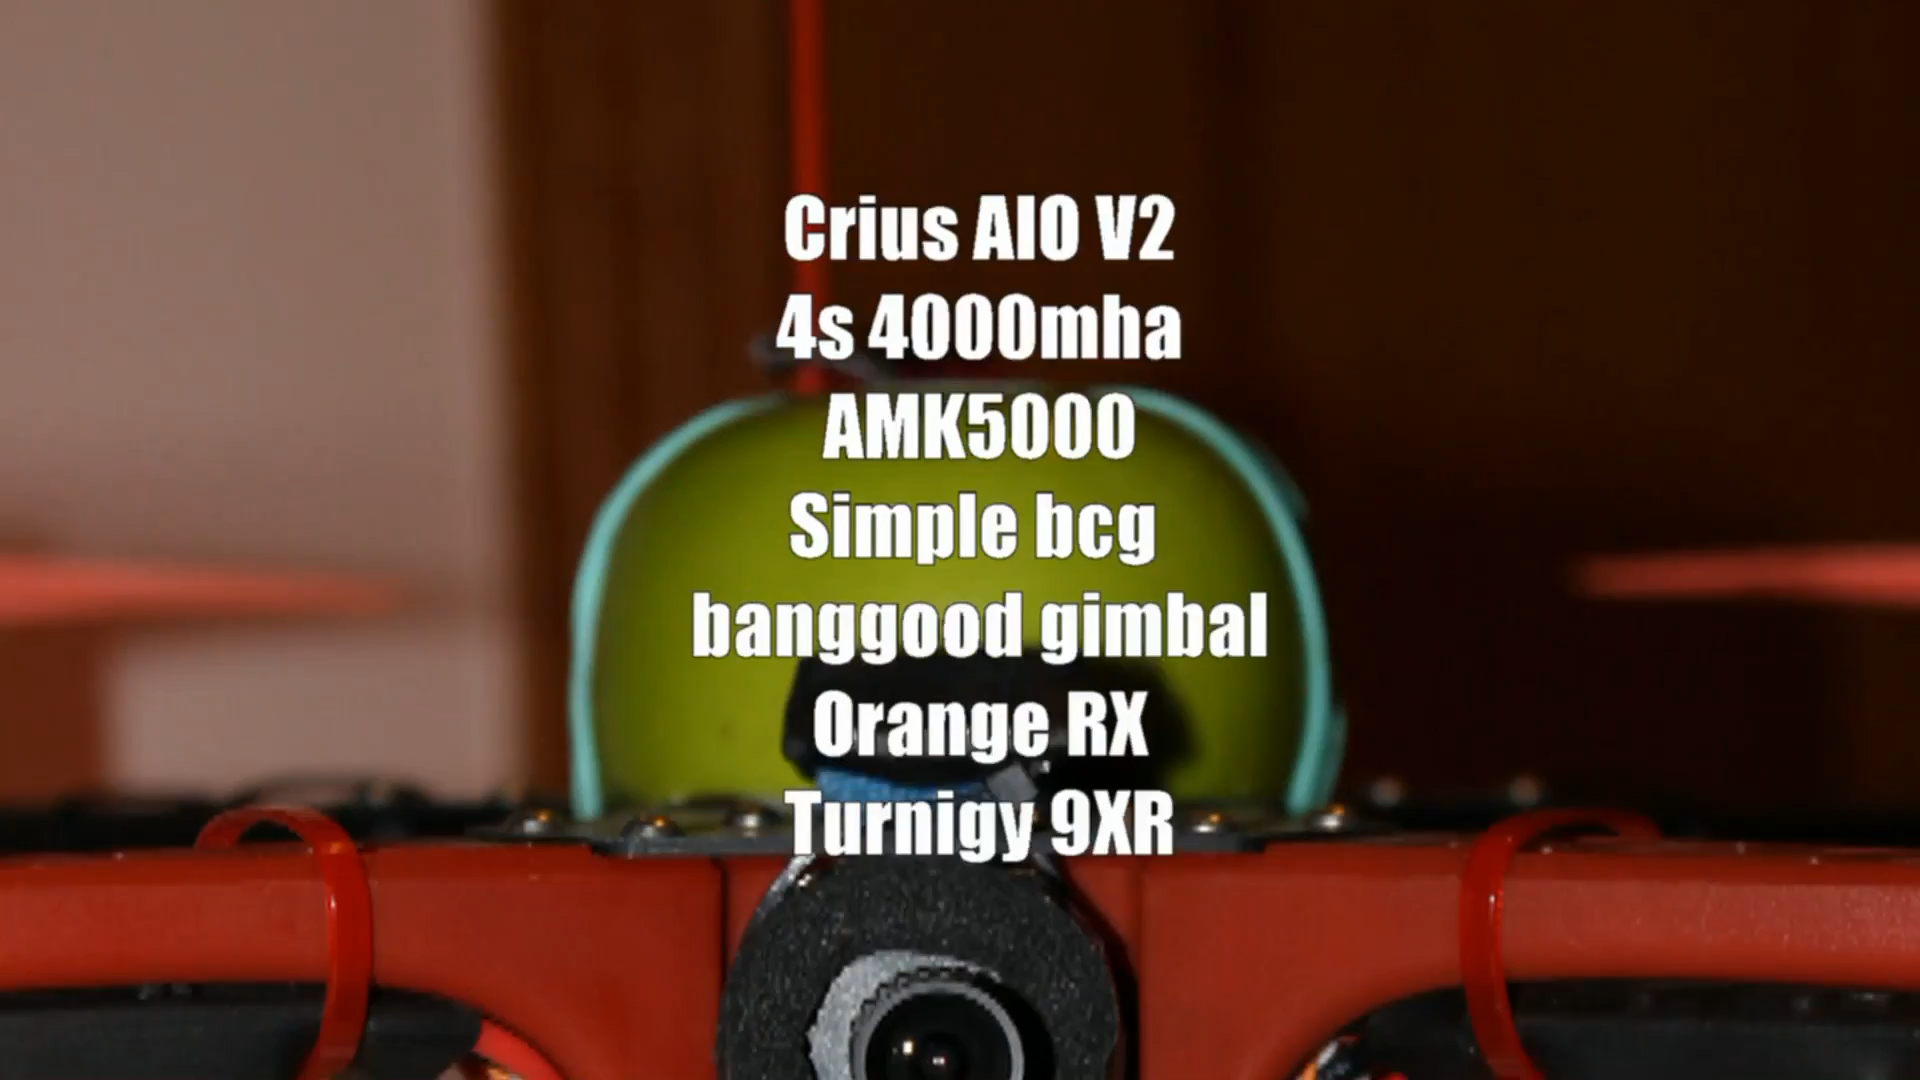 Crius AIO V2
4s 4000mha
AMK5000
Simple bcg
banggood gimbal
Orange RX
Turnigy 9XR